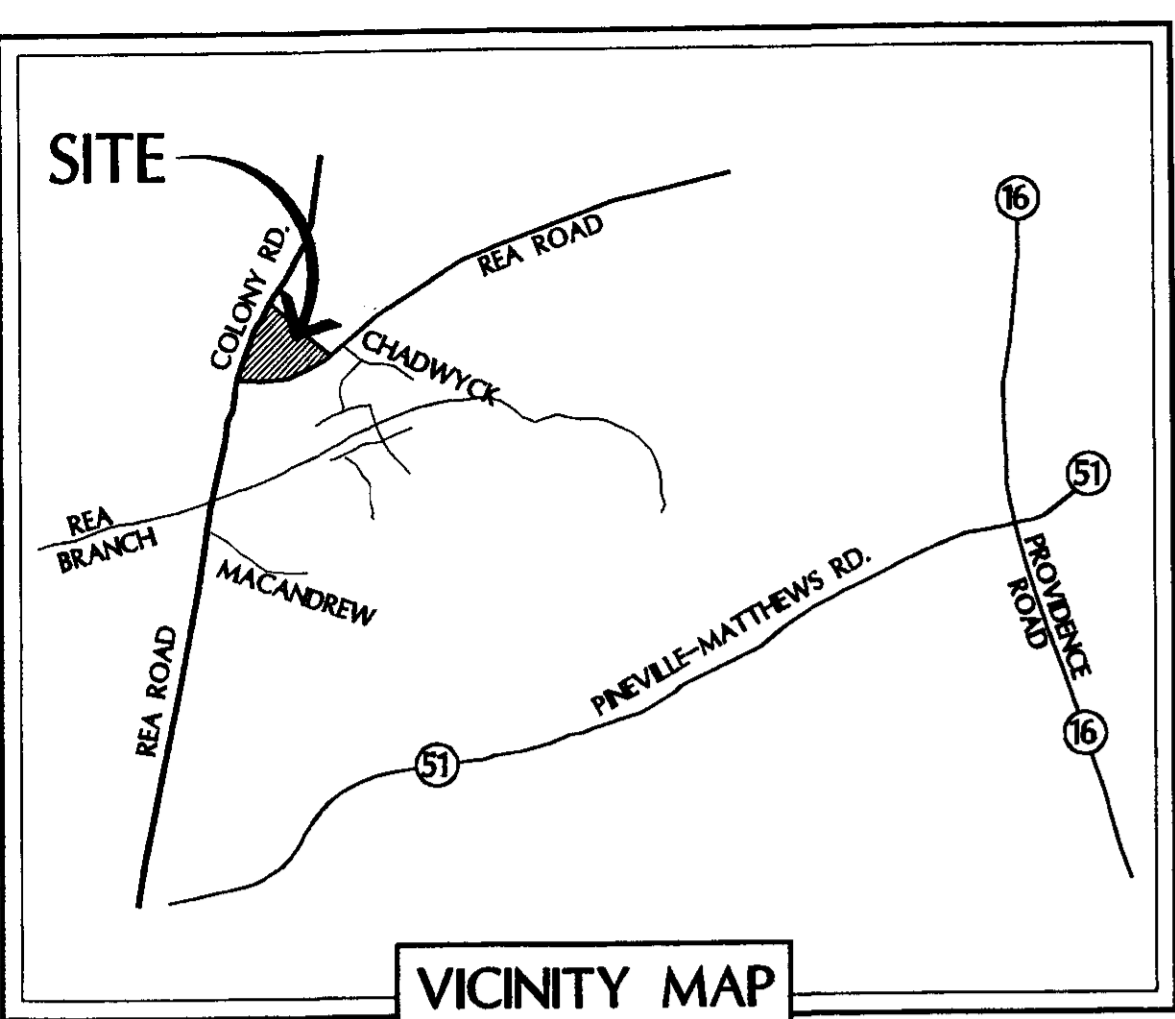 SITE
COLONY RD.
REA ROAD
16
CHADWYCK
51
REA
BRANCH
MACANDREW
PROVIDENCE
ROAD
PINEVILLE-MATTHEWS RD.
REA ROAD
16
51
VICINITY MAP